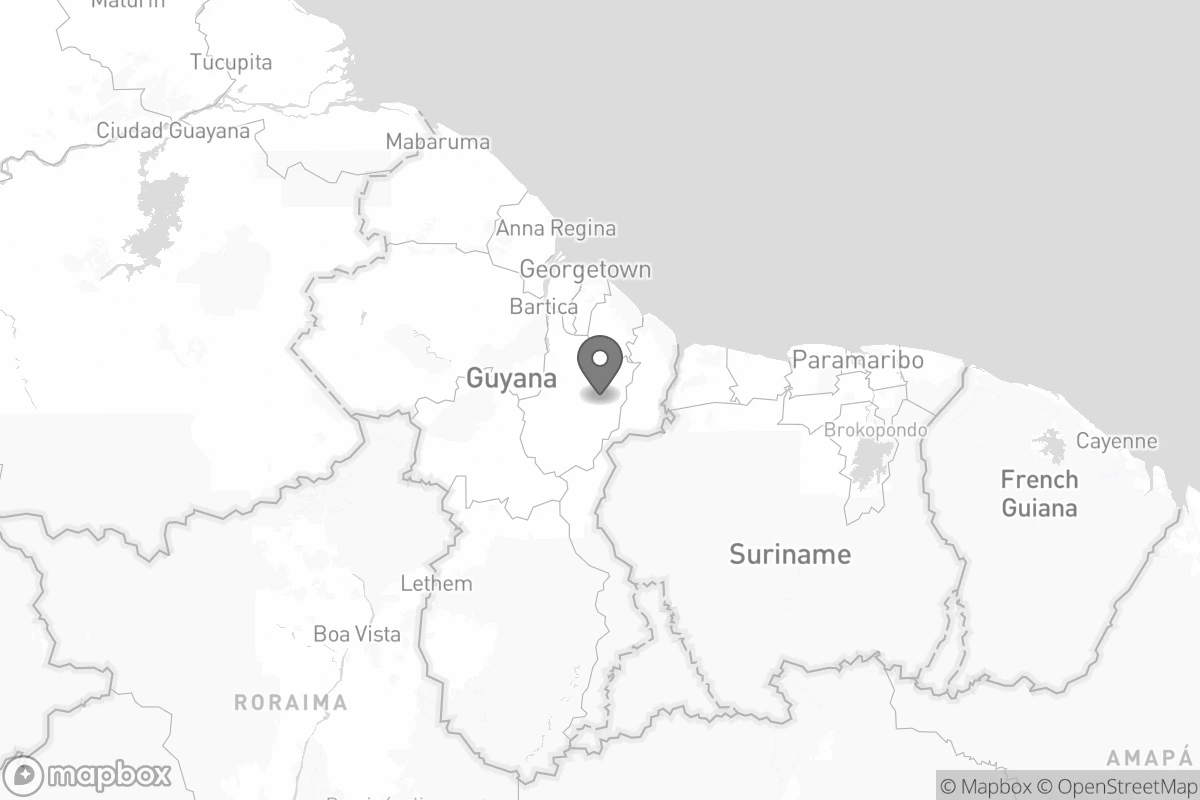 Maturín
Tucupita
Ciudad Guayana
Mabaruma
Anna Regina
Georgetown
Bartica
Guyana
Paramaribo
Brokopondo
Cayenne
French
Guiana
Suriname
Lethem
Boa Vista
RORAIMA
AMAPÁ
mapbox
© Mapbox © OpenStreetMap